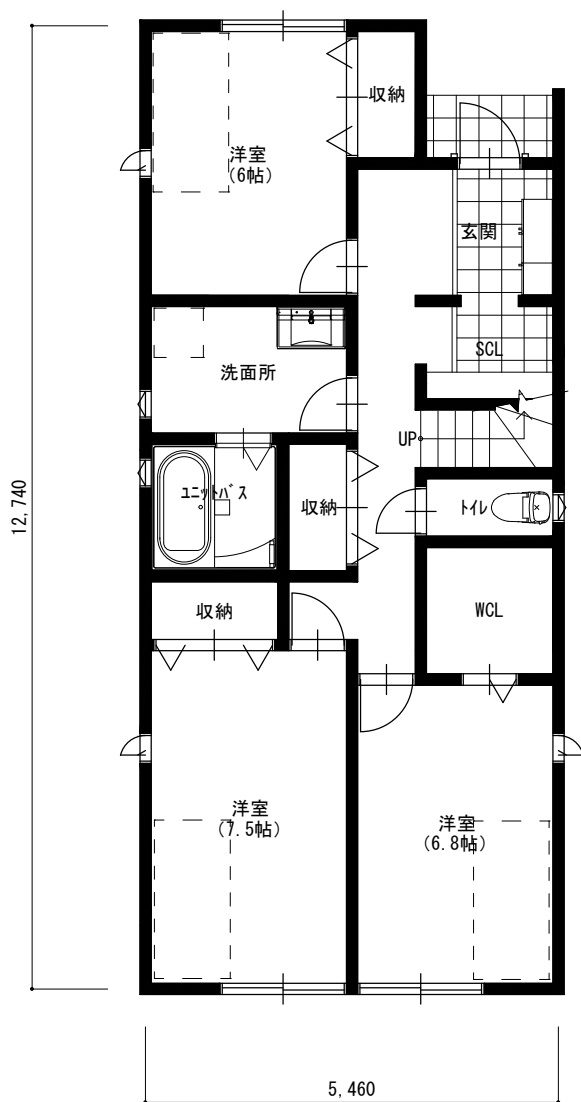 収納
洋室
(6帖)
玄関
SCL
洗面所
UP
ユニットバス
収納
トイレ
収納
WCL
12,740
洋室
(7.5帖)
洋室
(6.8帖)
5,460